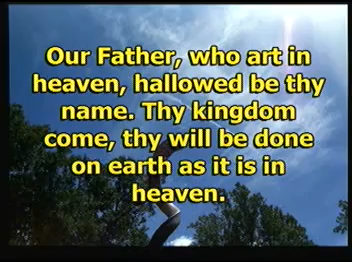 Our Father, who art in
heaven, hallowed be thy
name. Thy kingdom
come, thy will be done
on earth as it is in
heaven.